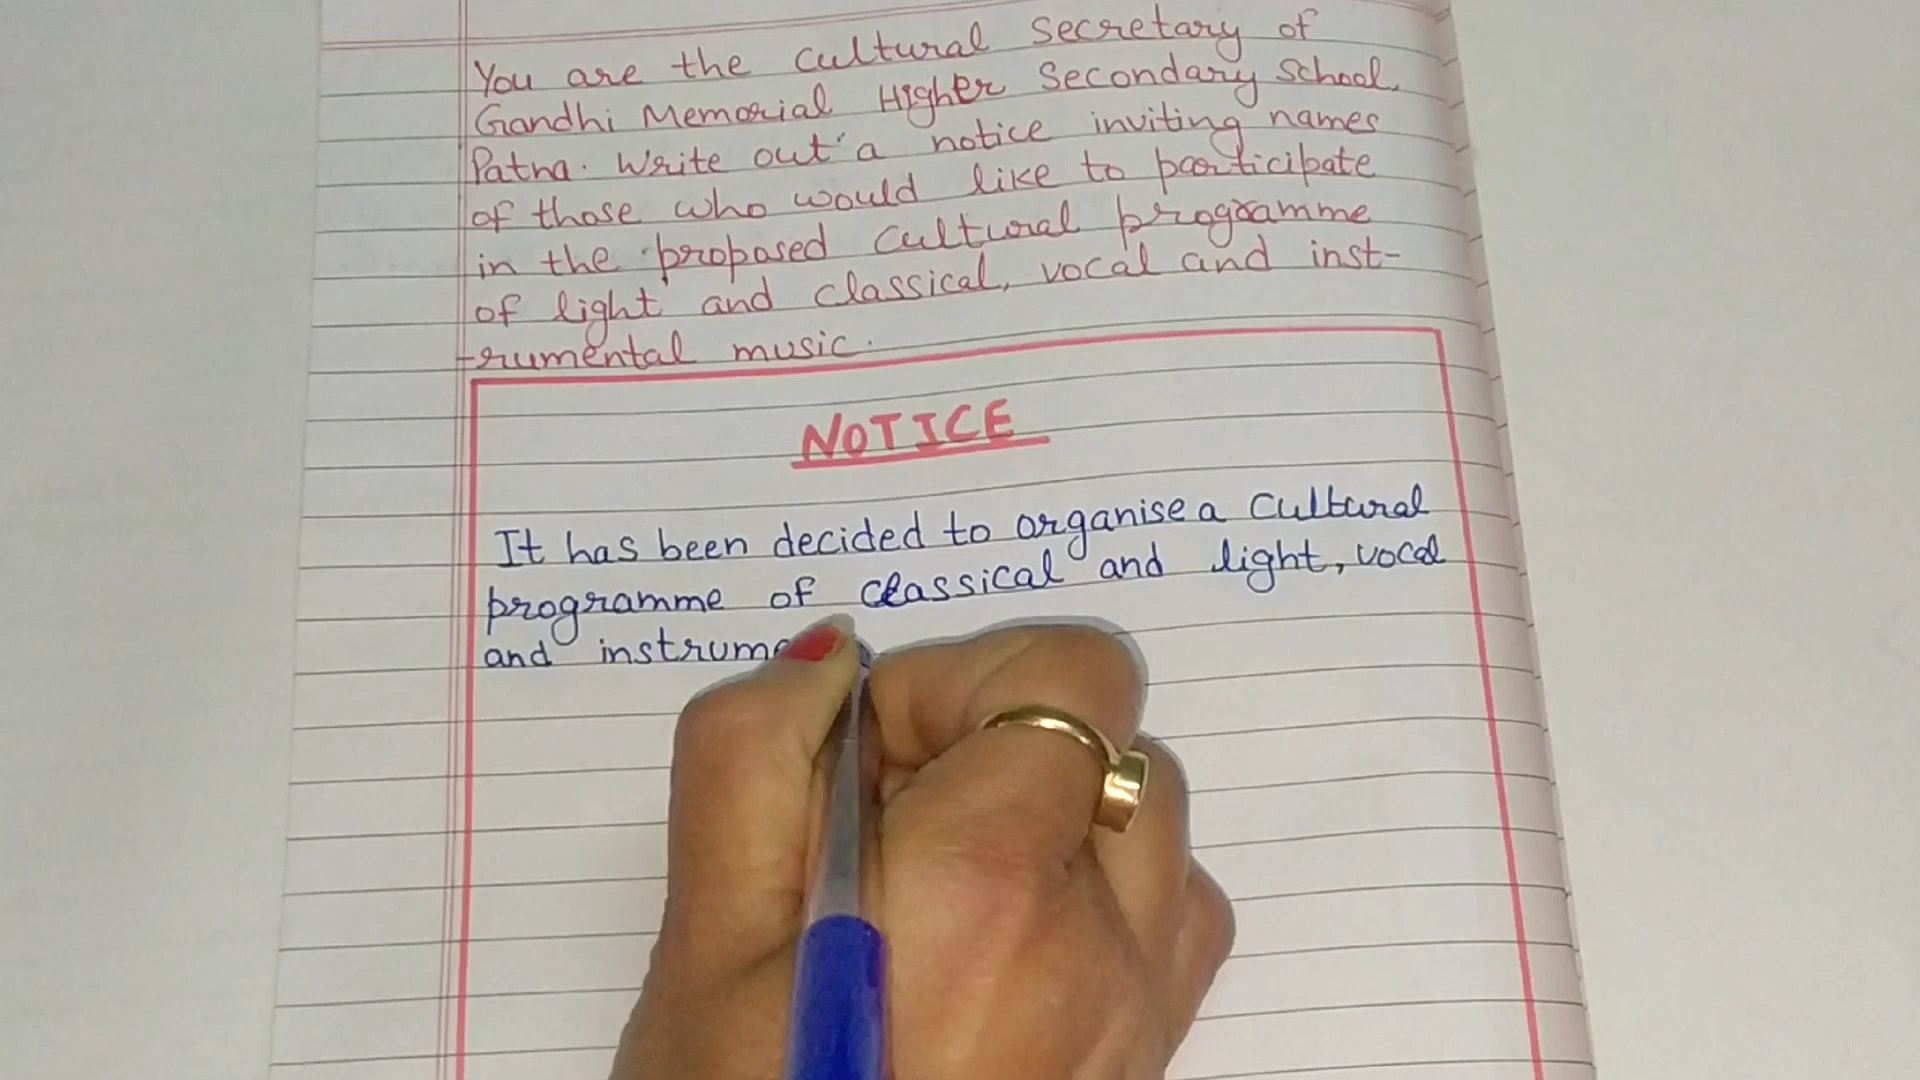 You are the cultural secretary of
Gandhi Memorial Higher Secondary School,
Patna. Write out a notice inviting names
of those who would like to participate
in the proposed cultural programme
of light and classical, vocal and inst-
-rumental music.
NOTICE
It has been decided to organise a Cultural
programme of classical and light, vocal
and instrume